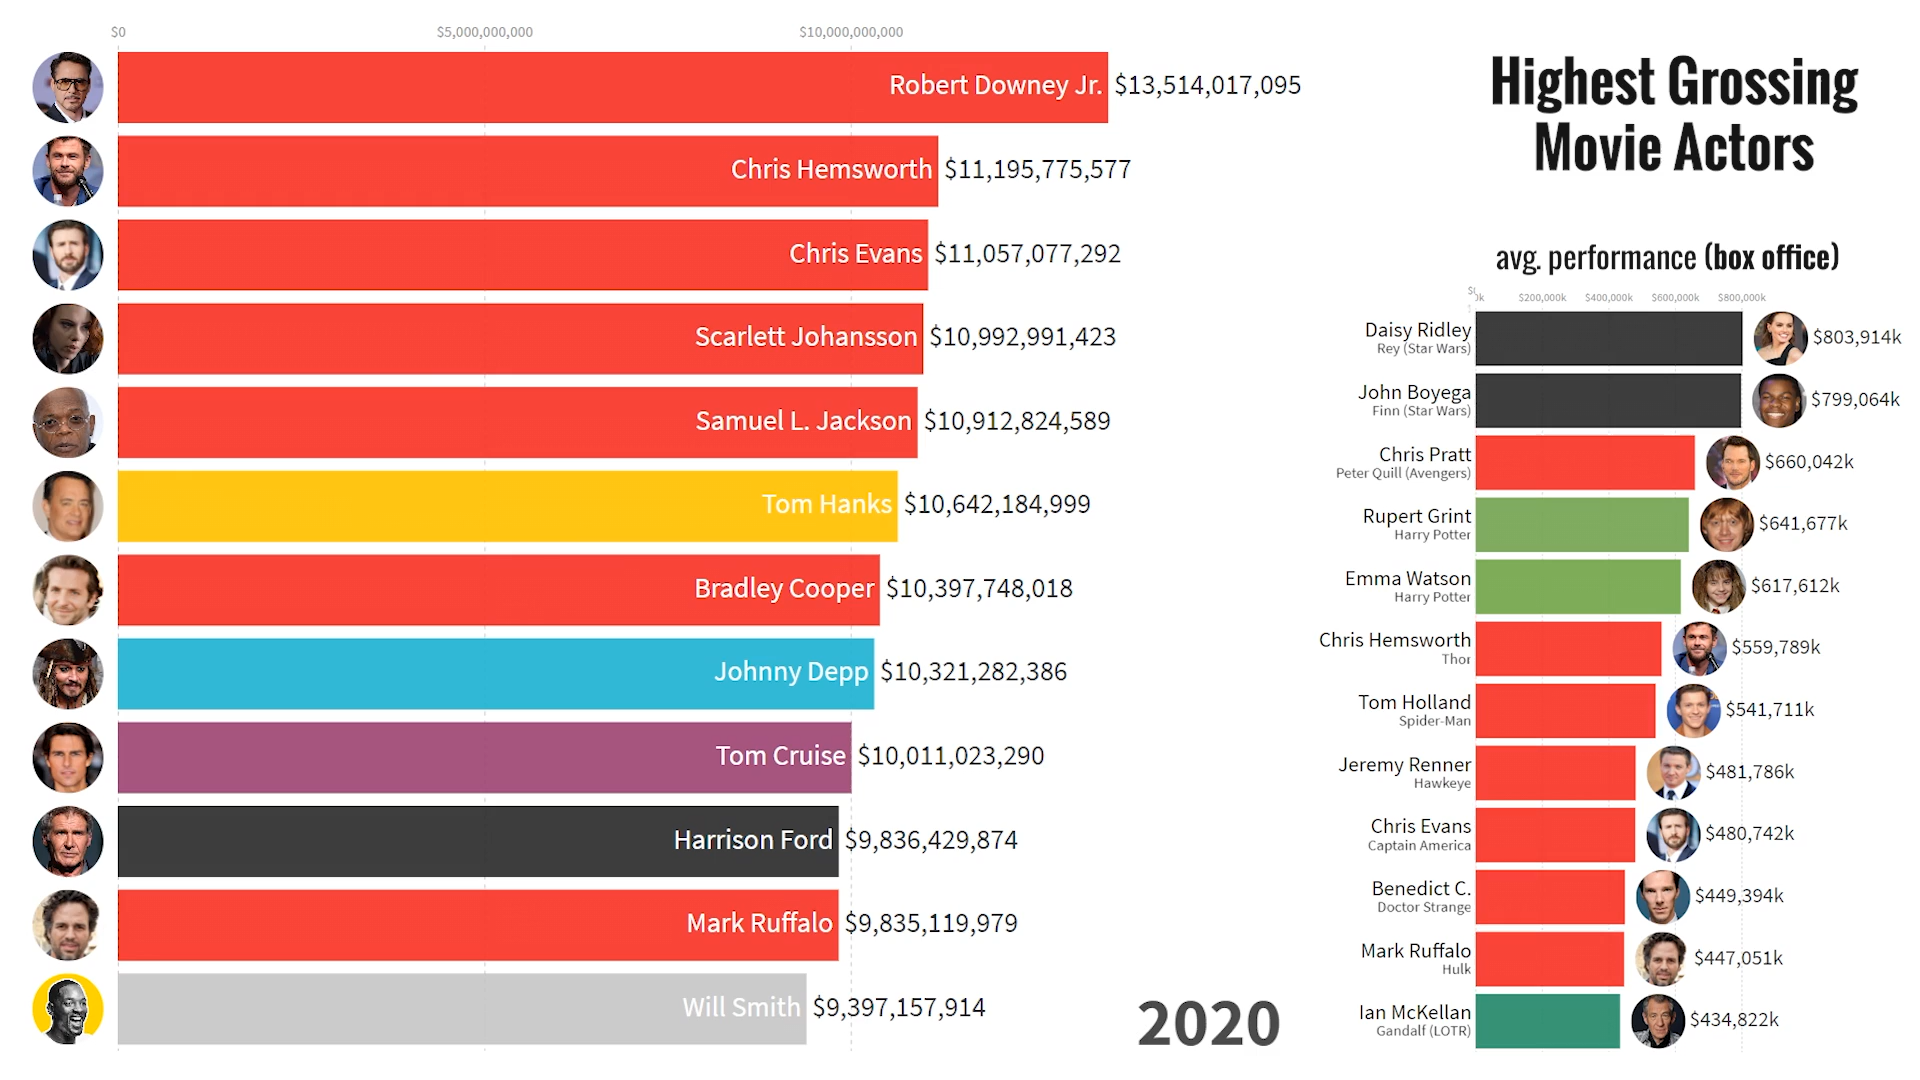 $0 $5,000,000,000 $10,000,000,000
Robert Downey Jr. $13,514,017,095
Chris Hemsworth $11,195,775,577
Chris Evans $11,057,077,292
Scarlett Johansson $10,992,991,423
Samuel L. Jackson $10,912,824,589
Tom Hanks $10,642,184,999
Bradley Cooper $10,397,748,018
Johnny Depp $10,321,282,386
Tom Cruise $10,011,023,290
Harrison Ford $9,836,429,874
Mark Ruffalo $9,835,119,979
Will Smith $9,397,157,914
2020
Highest Grossing
Movie Actors
avg. performance (box office)
$200,000k $400,000k $600,000k $800,000k
Daisy Ridley $803,914k
Rey (Star Wars)
John Boyega $799,064k
Finn (Star Wars)
Chris Pratt $660,042k
Peter Quill (Avengers)
Rupert Grint $641,677k
Harry Potter
Emma Watson $617,612k
Harry Potter
Chris Hemsworth $559,789k
Thor
Tom Holland $541,711k
Spider-Man
Jeremy Renner $481,786k
Hawkeye
Chris Evans $480,742k
Captain America
Benedict C. $449,394k
Doctor Strange
Mark Ruffalo $447,051k
Hulk
Ian McKellan $434,822k
Gandalf (LOTR)